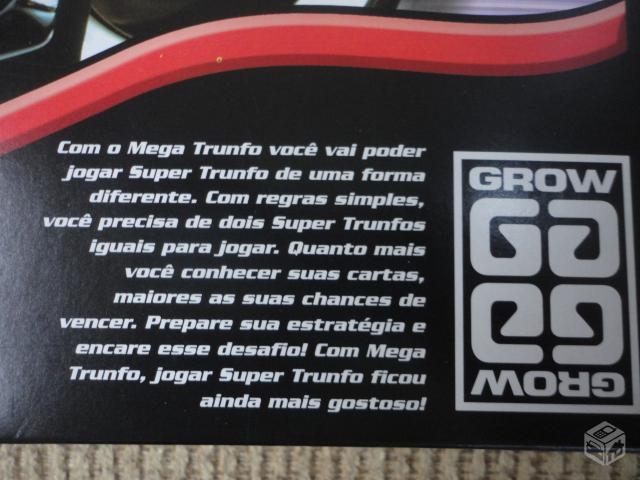 Com o Mega Trunfo você vai poder
jogar Super Trunfo de uma forma
diferente. Com regras simples,
você precisa de dois Super Trunfos
iguais para jogar. Quanto mais
você conhecer suas cartas,
maiores as suas chances de
vencer. Prepare sua estratégia e
encare esse desafio! Com Mega
Trunfo, jogar Super Trunfo ficou
ainda mais gostoso!
GROW
GROW